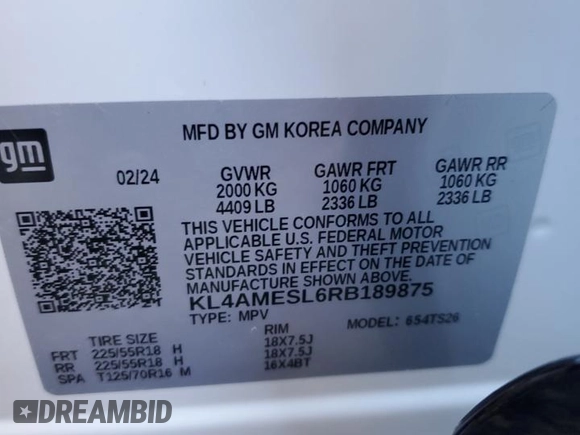 MFD BY GM KOREA COMPANY
gm
02/24 GVWR GAWR FRT GAWR RR
2000 KG 1060 KG 1060 KG
4409 LB 2336 LB 2336 LB
THIS VEHICLE CONFORMS TO ALL
APPLICABLE U.S. FEDERAL MOTOR
VEHICLE SAFETY AND THEFT PREVENTION
STANDARDS IN EFFECT ON THE DATE OF
MANUFACTURE SHOWN ABOVE.
KL4AMESL6RB189875
TYPE: MPV MODEL: 654TS26
TIRE SIZE RIM
FRT 225/55R18 H 18X7.5J
RR 225/55R18 H 18X7.5J
SPA T125/70R16 M 16X4BT
DREAMBID